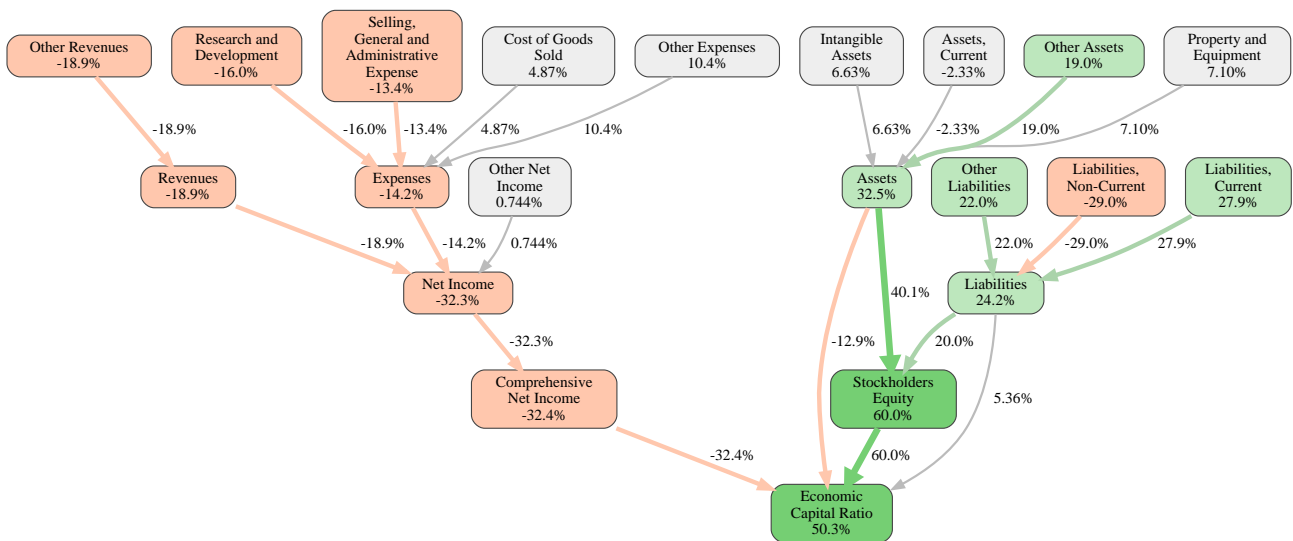 Other Revenues
-18.9%
Research and
Development
-16.0%
Selling,
General and
Administrative
Expense
-13.4%
Cost of Goods
Sold
4.87%
Other Expenses
10.4%
Intangible
Assets
6.63%
Assets,
Current
-2.33%
Other Assets
19.0%
Property and
Equipment
7.10%
-18.9%
-16.0%
-13.4%
4.87%
10.4%
6.63%
-2.33%
19.0%
7.10%
Revenues
-18.9%
Expenses
-14.2%
Other Net
Income
0.744%
Assets
32.5%
Other
Liabilities
22.0%
Liabilities,
Non-Current
-29.0%
Liabilities,
Current
27.9%
-18.9%
-14.2%
0.744%
22.0%
-29.0%
27.9%
Net Income
-32.3%
Liabilities
24.2%
40.1%
-32.3%
-12.9%
20.0%
Comprehensive
Net Income
-32.4%
Stockholders
Equity
60.0%
5.36%
-32.4%
60.0%
Economic
Capital Ratio
50.3%